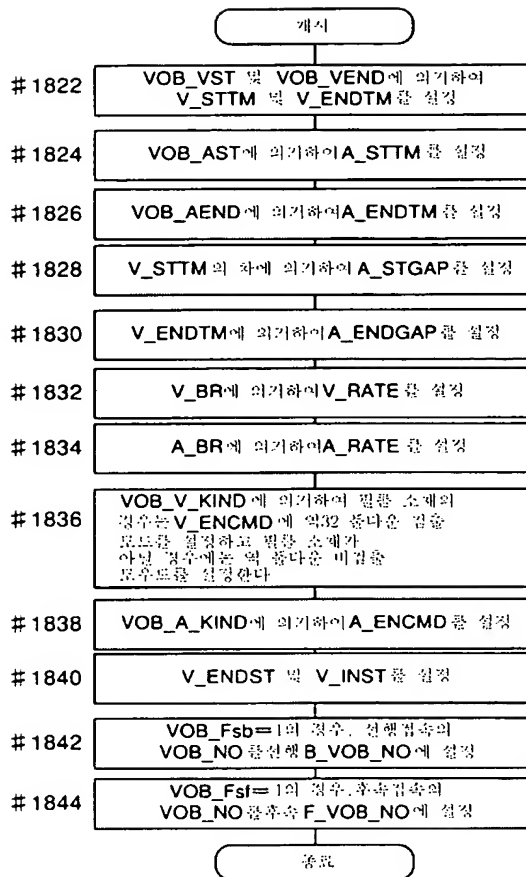 개시
#1822
VOB_VST 및 VOB_VEND에 의기하여
V_STTM 및 V_ENDTM를 설정
#1824
VOB_AST에 의기하여 A_STTM를 설정
#1826
VOB_AEND에 의기하여 A_ENDTM를 설정
#1828
V_STTM의 차에 의기하여 A_STGAP를 설정
#1830
V_ENDTM에 의기하여 A_ENDGAP를 설정
#1832
V_BR에 의기하여 V_RATE를 설정
#1834
A_BR에 의기하여 A_RATE를 설정
#1836
VOB_V_KIND에 의기하여 필름 소재의
경우는 V_ENCMD에 역32 풀다운
모드를 설정하고 필름 소재가
아닐 경우에는 역 풀다운
모우드를 설정한다
#1838
VOB_A_KIND에 의기하여 A_ENCMD를 설정
#1840
V_ENDST 및 V_INST를 설정
#1842
VOB_Fsb=1의 경우, 선행접속의
VOB_NO를 선행 B_VOB_NO에 설정
#1844
VOB_Fsf=1의 경우, 후속접속의
VOB_NO를 후속 F_VOB_NO에 설정
종료